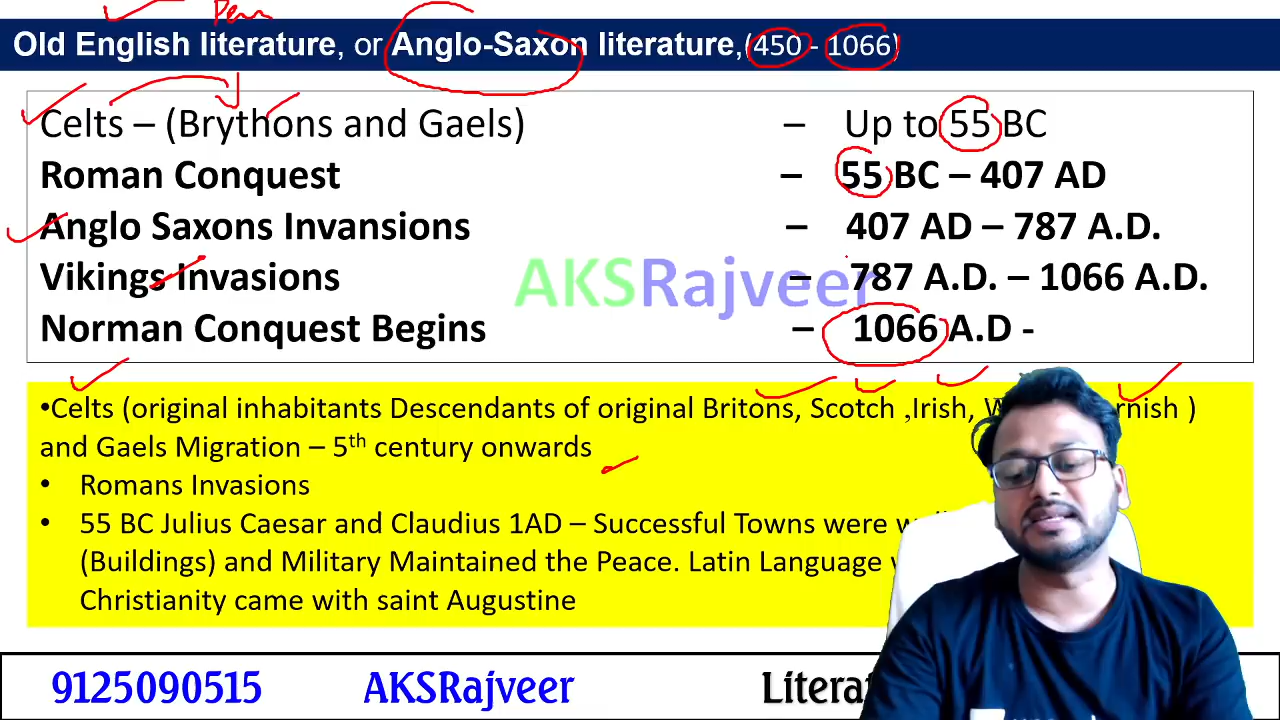 Old English literature, or Anglo-Saxon literature,(450 - 1066)
Celts – (Brythons and Gaels) – Up to 55 BC
Roman Conquest – 55 BC – 407 AD
Anglo Saxons Invansions – 407 AD – 787 A.D.
Vikings Invasions – 787 A.D. – 1066 A.D.
AKSRajveer
Norman Conquest Begins – 1066 A.D -
•Celts (original inhabitants Descendants of original Britons, Scotch ,Irish, rnish )
and Gaels Migration – 5th century onwards
• Romans Invasions
• 55 BC Julius Caesar and Claudius 1AD – Successful Towns were
(Buildings) and Military Maintained the Peace. Latin Language
Christianity came with saint Augustine
9125090515 AKSRajveer Litera